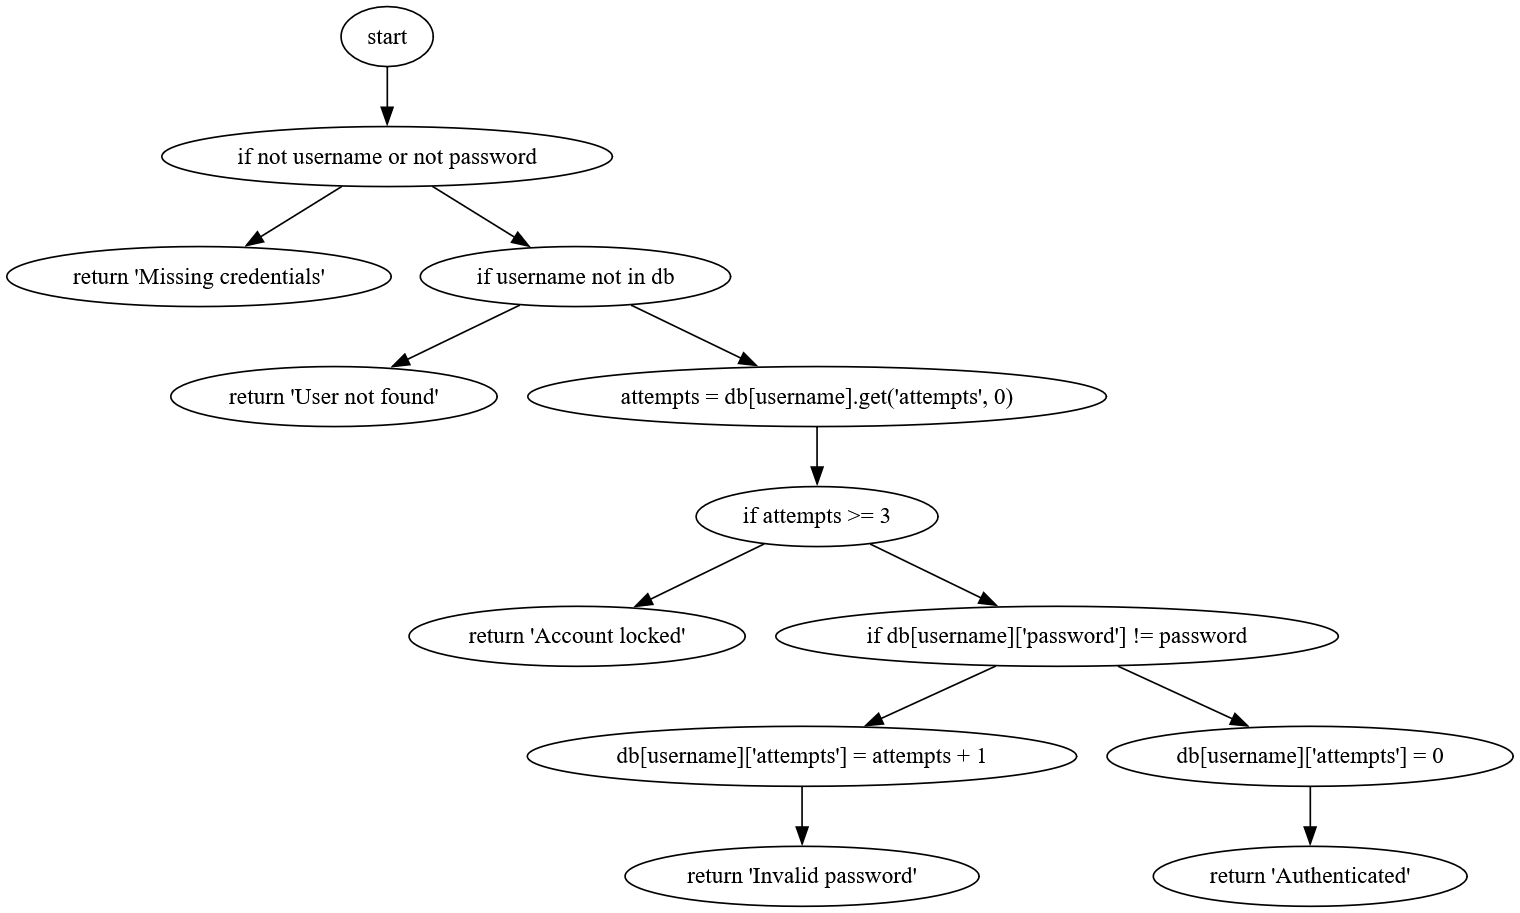 start
if not username or not password
return 'Missing credentials'
if username not in db
return 'User not found'
attempts = db[username].get('attempts', 0)
if attempts >= 3
return 'Account locked'
if db[username]['password'] != password
db[username]['attempts'] = attempts + 1
db[username]['attempts'] = 0
return 'Invalid password'
return 'Authenticated'